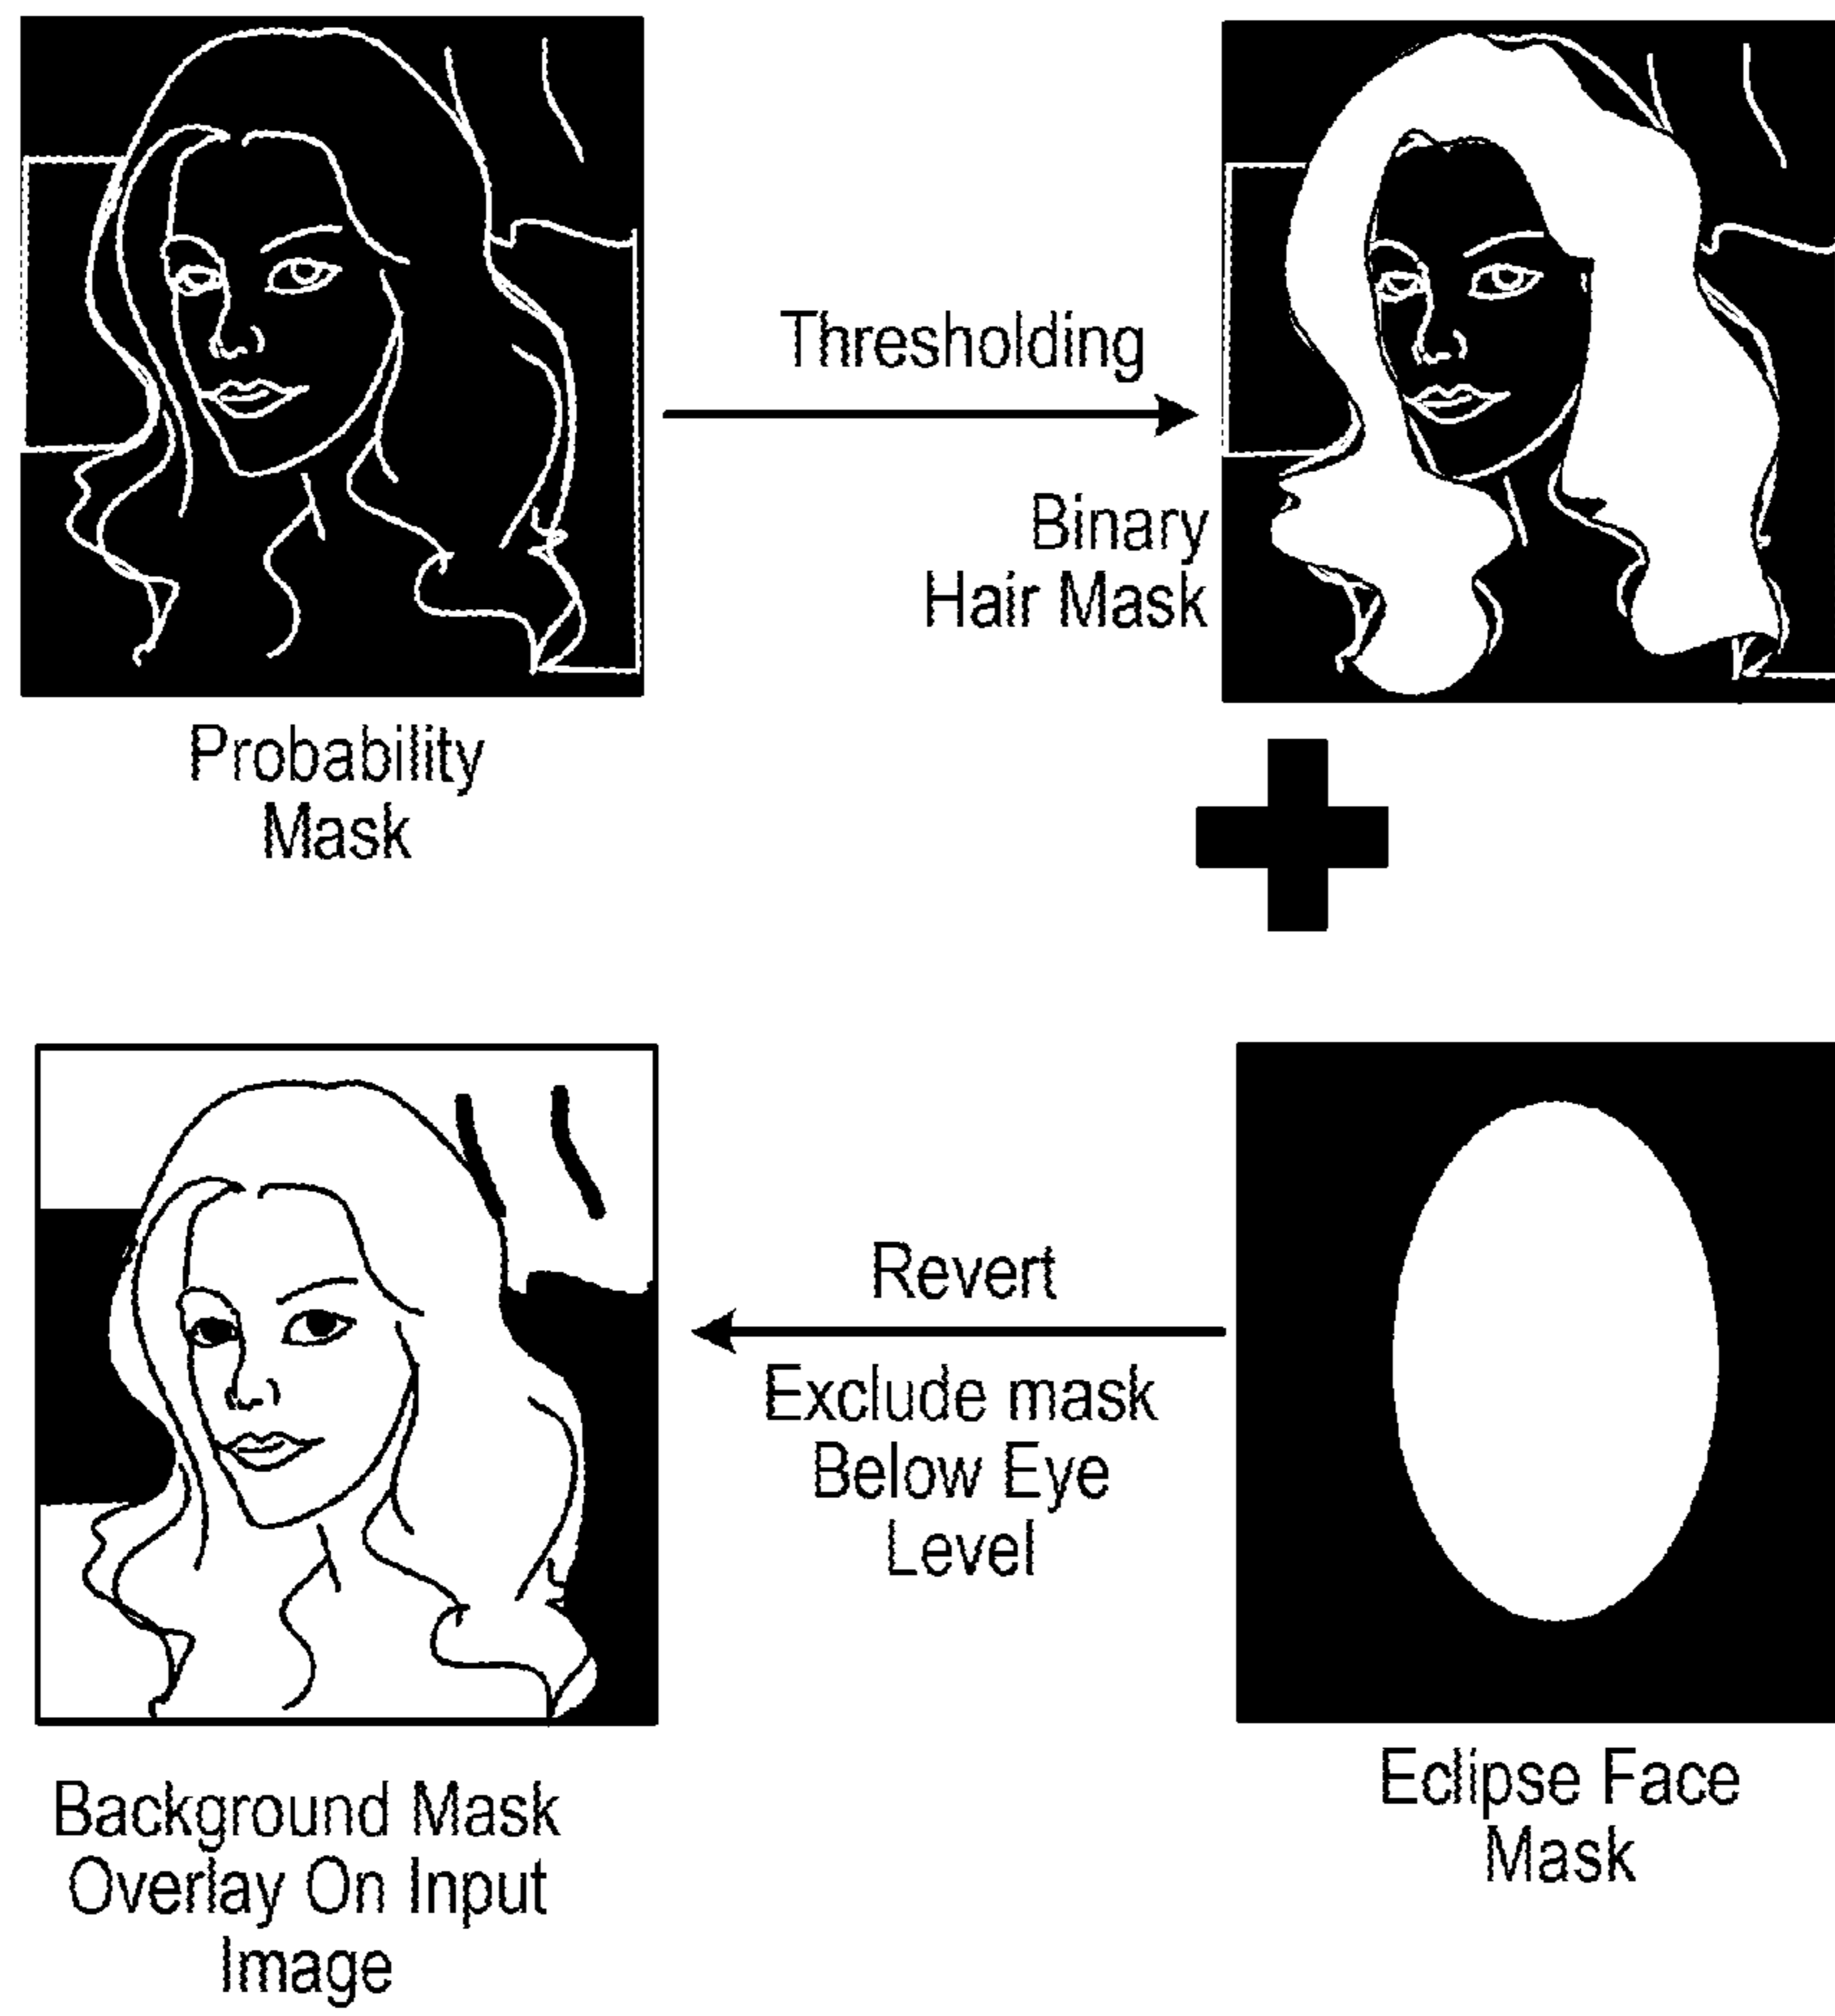 Thresholding
Binary
Hair Mask
Probability
Mask
Revert
Exclude mask
Below Eye
Level
Eclipse Face
Mask
Background Mask
Overlay On Input
Image